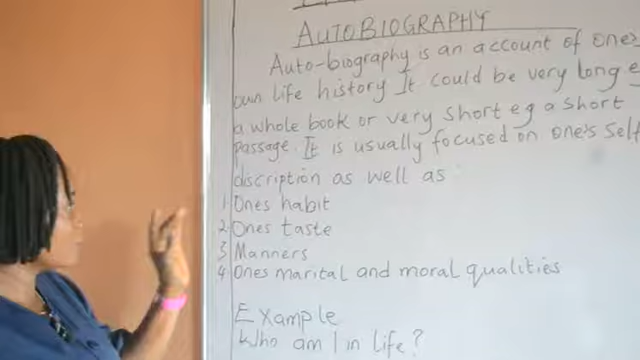 AUTOBIOGRAPHY
Auto-biography is an account of one's
own life history It could be very long
a whole book or very short eg a short
passage. It is usually focused on one's self
discription as well as
1 Ones habit
2 Ones taste
3 Manners
4 Ones marital and moral qualities
Example
Who am I in life?